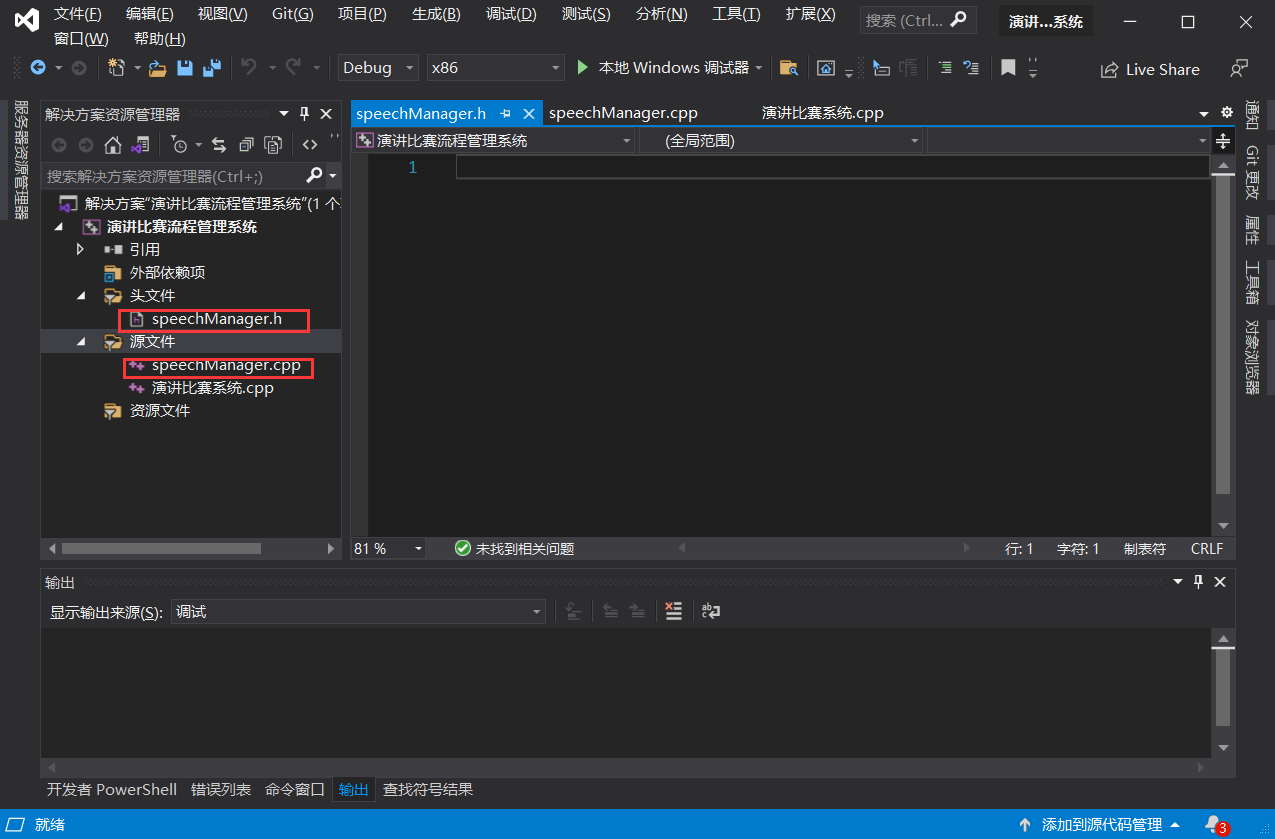 文件(F) 编辑(E) 视图(V) Git(G) 项目(P) 生成(B) 调试(D) 测试(S) 分析(N) 工具(T) 扩展(X) 搜索 (Ctrl... 演讲...系统
窗口(W) 帮助(H)
Debug x86 本地 Windows 调试器 Live Share
服务器资源管理器
解决方案资源管理器
搜索解决方案资源管理器(Ctrl+;)
解决方案"演讲比赛流程管理系统"(1 个
演讲比赛流程管理系统
引用
外部依赖项
头文件
speechManager.h
源文件
speechManager.cpp
演讲比赛系统.cpp
资源文件
speechManager.h speechManager.cpp 演讲比赛系统.cpp
演讲比赛流程管理系统 (全局范围)
1
81 % 未找到相关问题 行: 1 字符: 1 制表符 CRLF
通知
Git 更改
属性
工具箱
对象浏览器
输出
显示输出来源(S): 调试
开发者 PowerShell 错误列表 命令窗口 输出 查找符号结果
就绪 添加到源代码管理 3